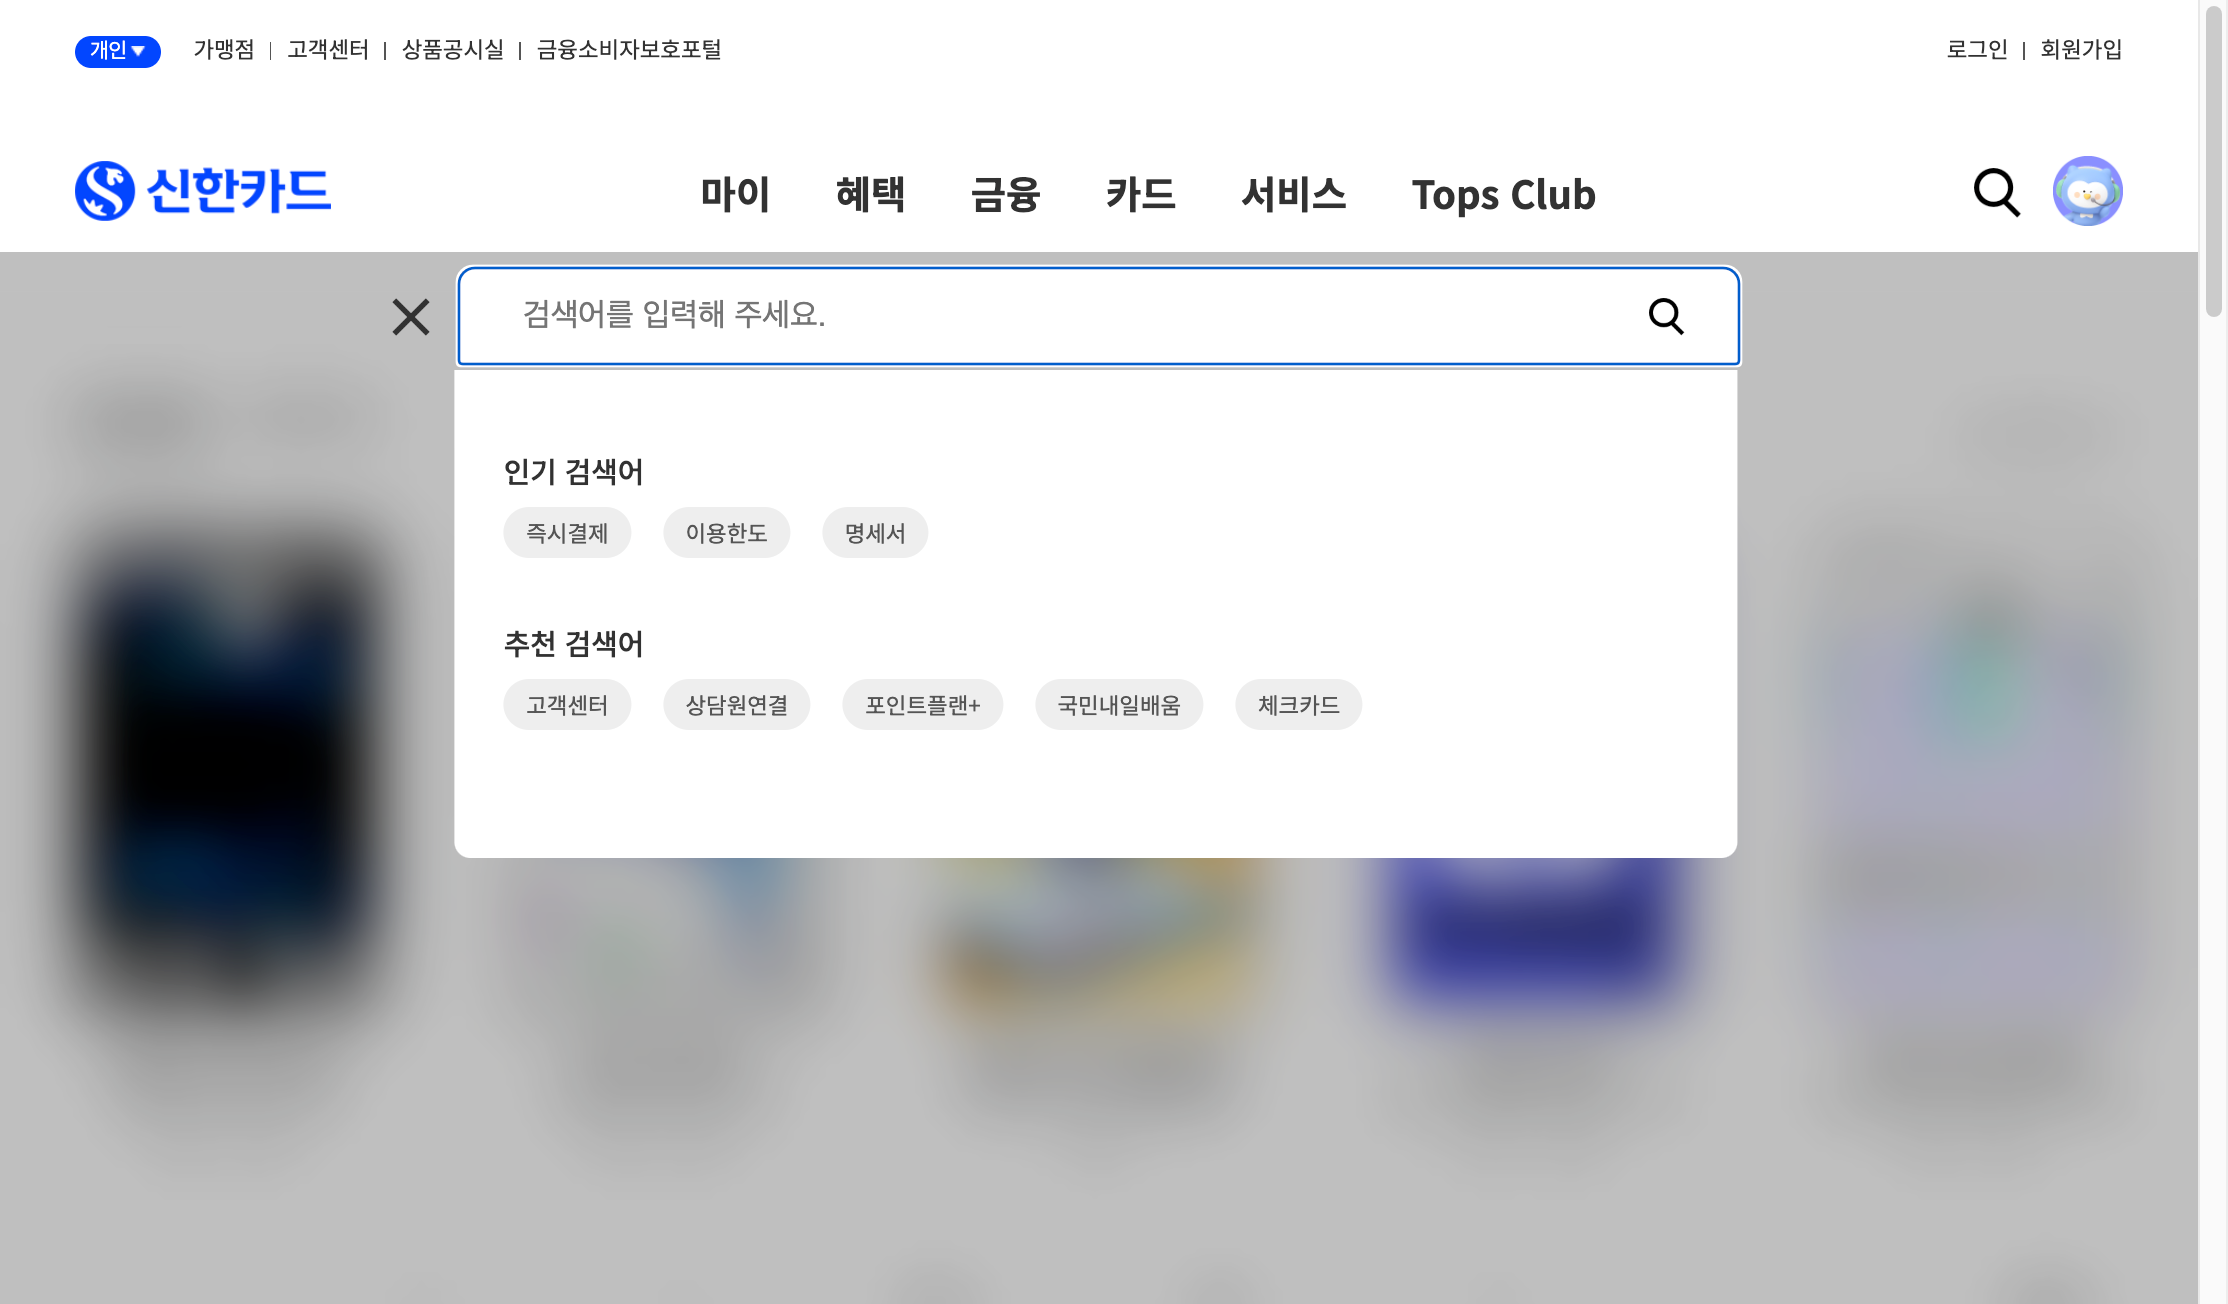 개인 가맹점 고객센터 상품공시실 금융소비자보호포털 로그인 회원가입
신한카드 마이 혜택 금융 카드 서비스 Tops Club
검색어를 입력해 주세요.
인기 검색어
즉시결제 이용한도 명세서
추천 검색어
고객센터 상담원연결 포인트플랜+ 국민내일배움 체크카드